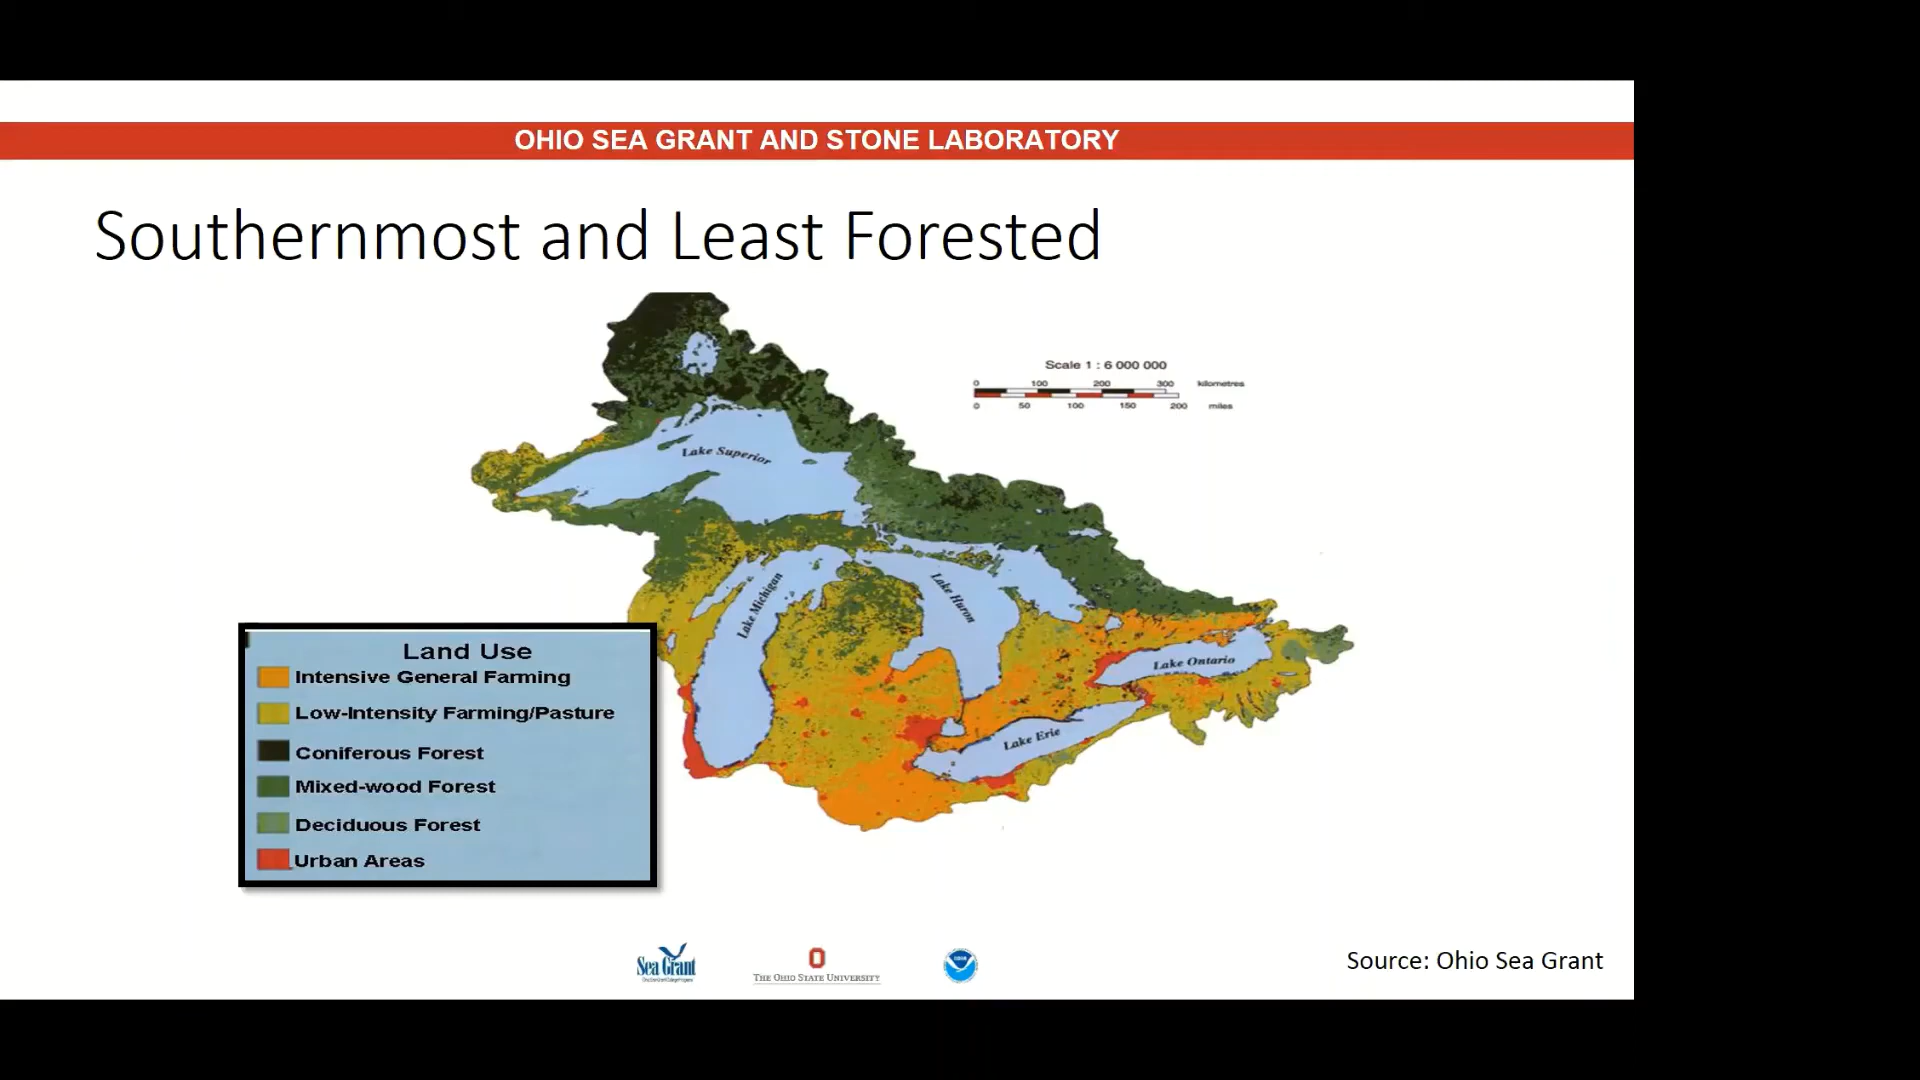 OHIO SEA GRANT AND STONE LABORATORY
Southernmost and Least Forested
Scale 1 : 6 000 000
0 100 200 300 kilometres
0 50 100 150 200 miles
Lake Superior
Lake Michigan
Lake Huron
Lake Ontario
Lake Erie
Land Use
Intensive General Farming
Low-Intensity Farming/Pasture
Coniferous Forest
Mixed-wood Forest
Deciduous Forest
Urban Areas
Sea Grant
THE OHIO STATE UNIVERSITY
Source: Ohio Sea Grant